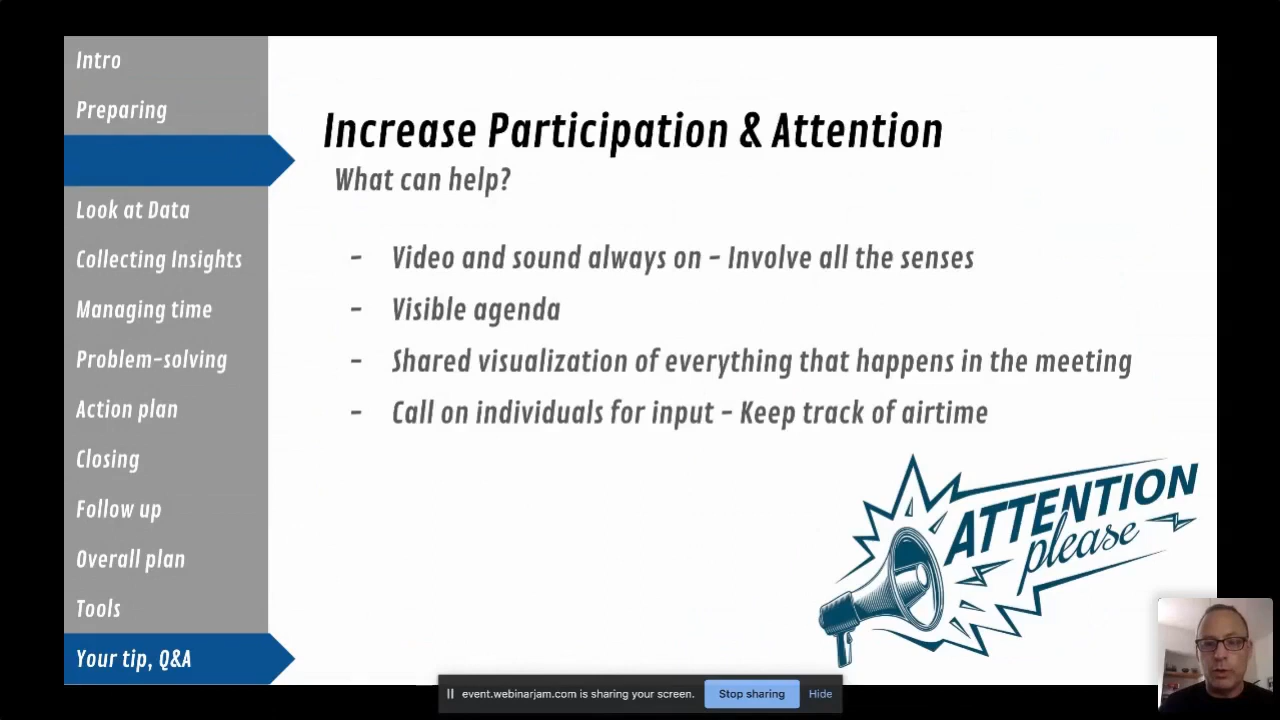 Intro
Preparing
Look at Data
Collecting Insights
Managing time
Problem-solving
Action plan
Closing
Follow up
Overall plan
Tools
Your tip, Q&A
Increase Participation & Attention
What can help?
- Video and sound always on - Involve all the senses
- Visible agenda
- Shared visualization of everything that happens in the meeting
- Call on individuals for input - Keep track of airtime
ATTENTION
please
event.webinarjam.com is sharing your screen.
Stop sharing
Hide